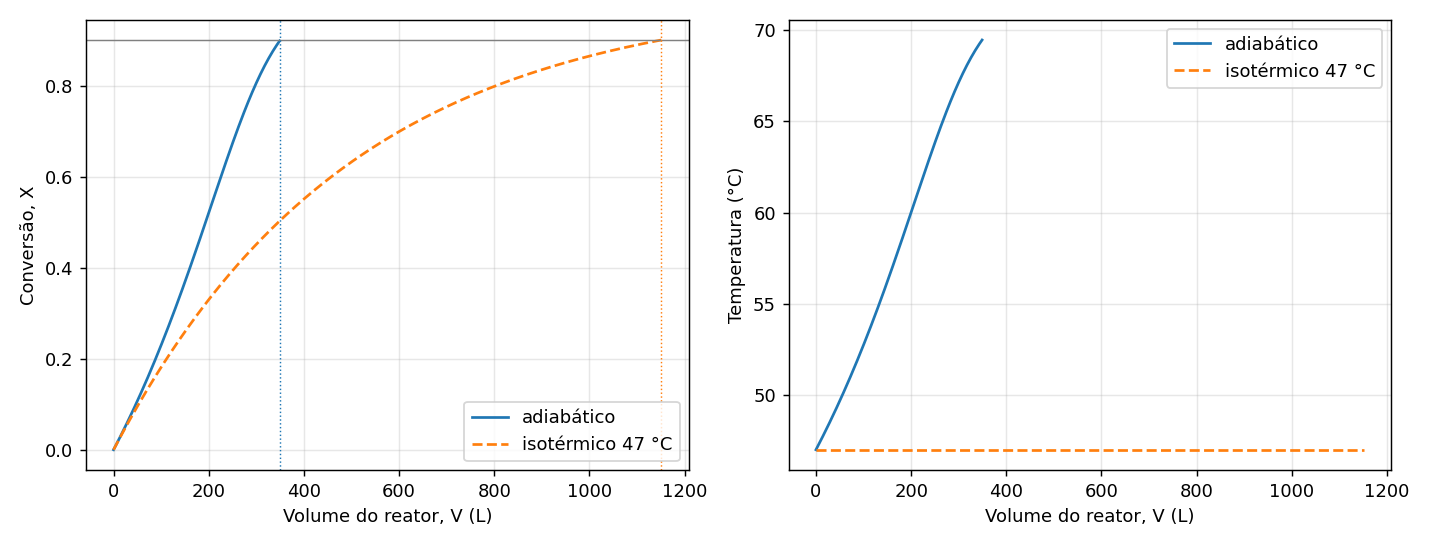 Conversão, X
0.8
0.6
0.4
0.2
0.0
0 200 400 600 800 1000 1200
Volume do reator, V (L)
adiabático
isotérmico 47 °C
Temperatura (°C)
70
65
60
55
50
0 200 400 600 800 1000 1200
Volume do reator, V (L)
adiabático
isotérmico 47 °C